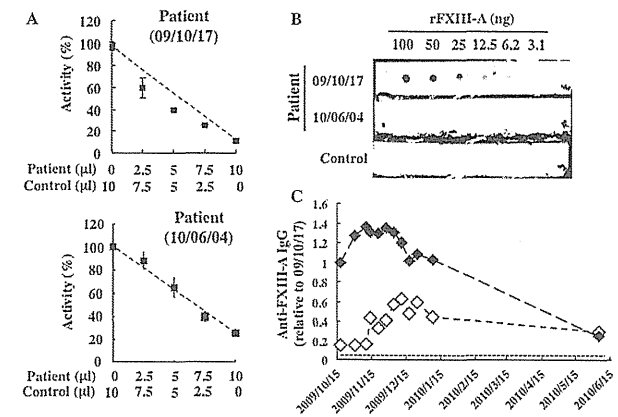 A
Patient
(09/10/17)
Activity (%)
120
100
80
60
40
20
0
Patient (μl) 0 2.5 5 7.5 10
Control (μl) 10 7.5 5 2.5 0
Patient
(10/06/04)
Activity (%)
120
100
80
60
40
20
0
Patient (μl) 0 2.5 5 7.5 10
Control (μl) 10 7.5 5 2.5 0
B
rFXIII-A (ng)
100 50 25 12.5 6.2 3.1
Patient
09/10/17
10/06/04
Control
C
Anti-FXIII-A IgG
(relative to 09/10/17)
1.6
1.4
1.2
1
0.8
0.6
0.4
0.2
0
2009/10/15
2009/11/15
2009/12/15
2010/1/15
2010/2/15
2010/3/15
2010/4/15
2010/5/15
2010/6/15